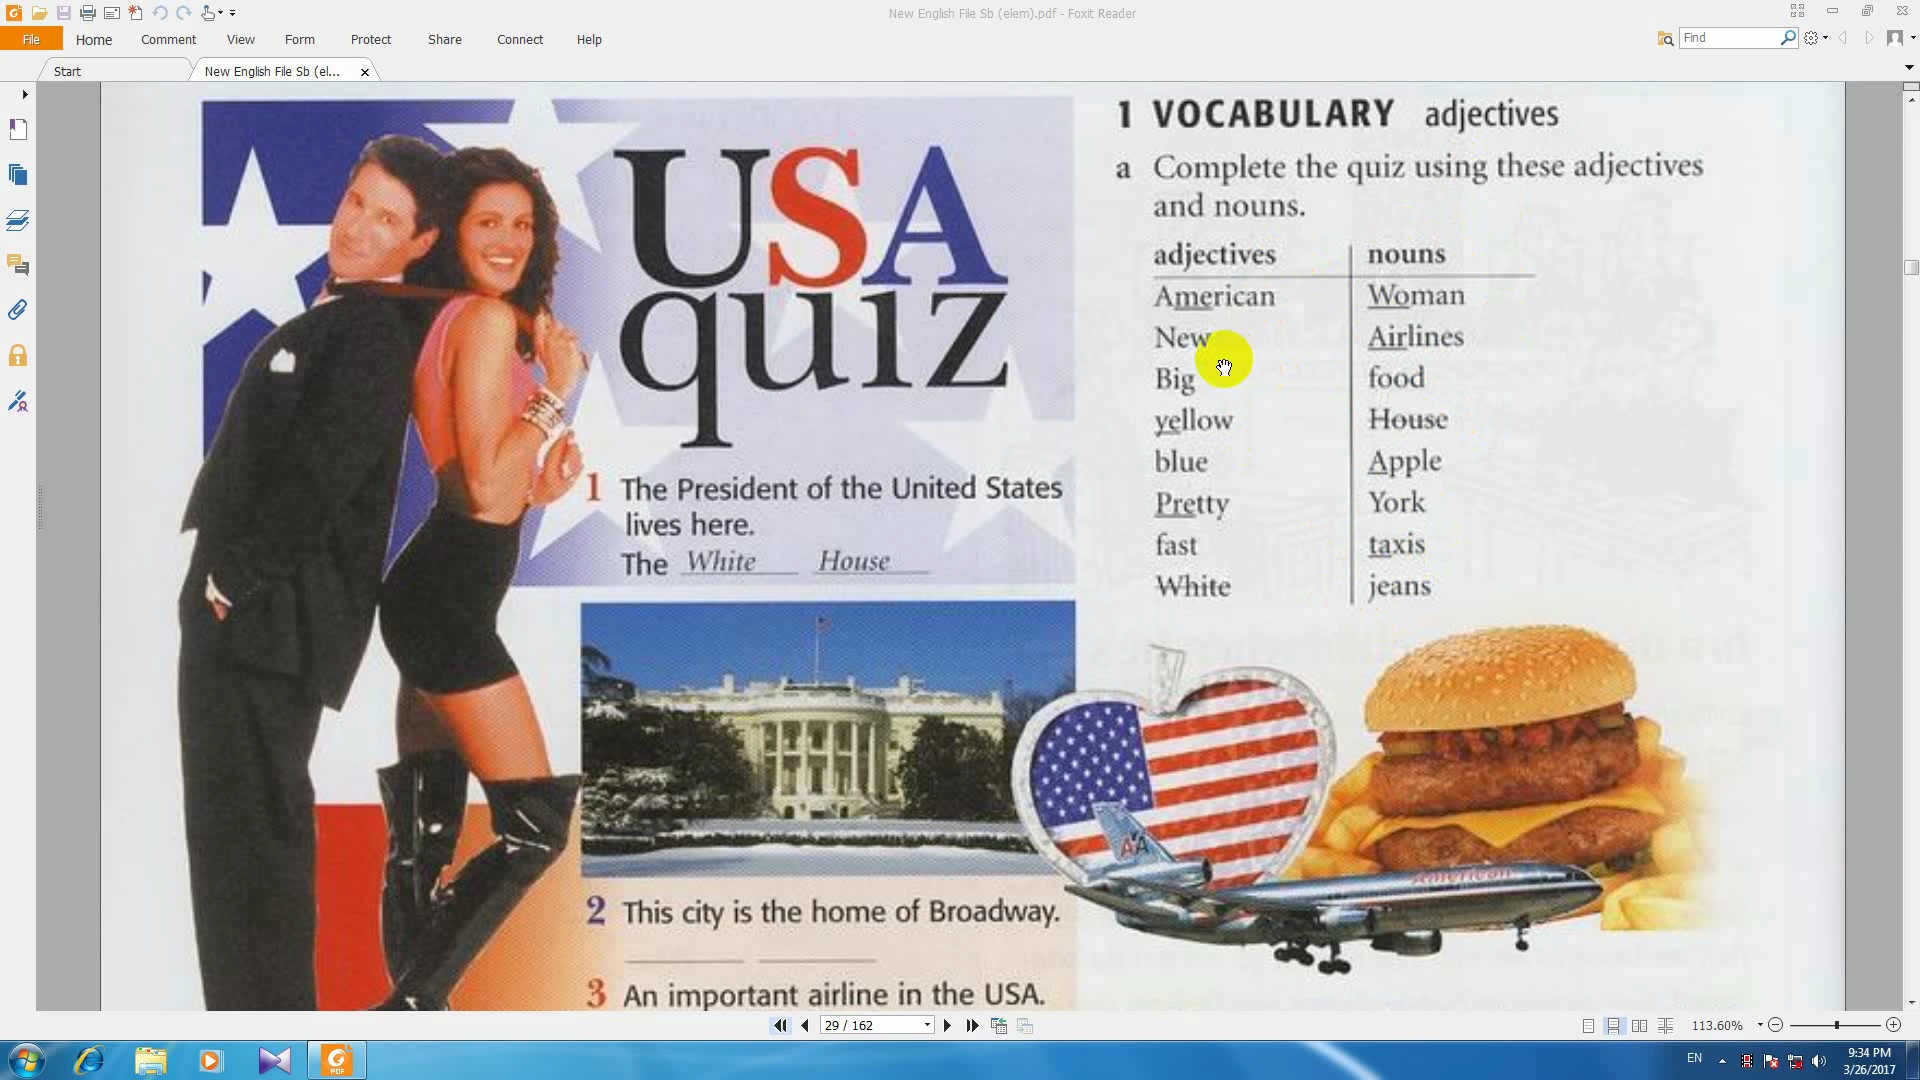 New English File Sb (elem).pdf - Foxit Reader
File Home Comment View Form Protect Share Connect Help
Find
Start
New English File Sb (el...
USA
quiz
1 The President of the United States
lives here.
The White House
2 This city is the home of Broadway.
3 An important airline in the USA.
1 VOCABULARY adjectives
a Complete the quiz using these adjectives
and nouns.
adjectives nouns
American Woman
New Airlines
Big food
yellow House
blue Apple
Pretty York
fast taxis
White jeans
AA
American
29 / 162
113.60%
PDF
EN
9:34 PM
3/26/2017